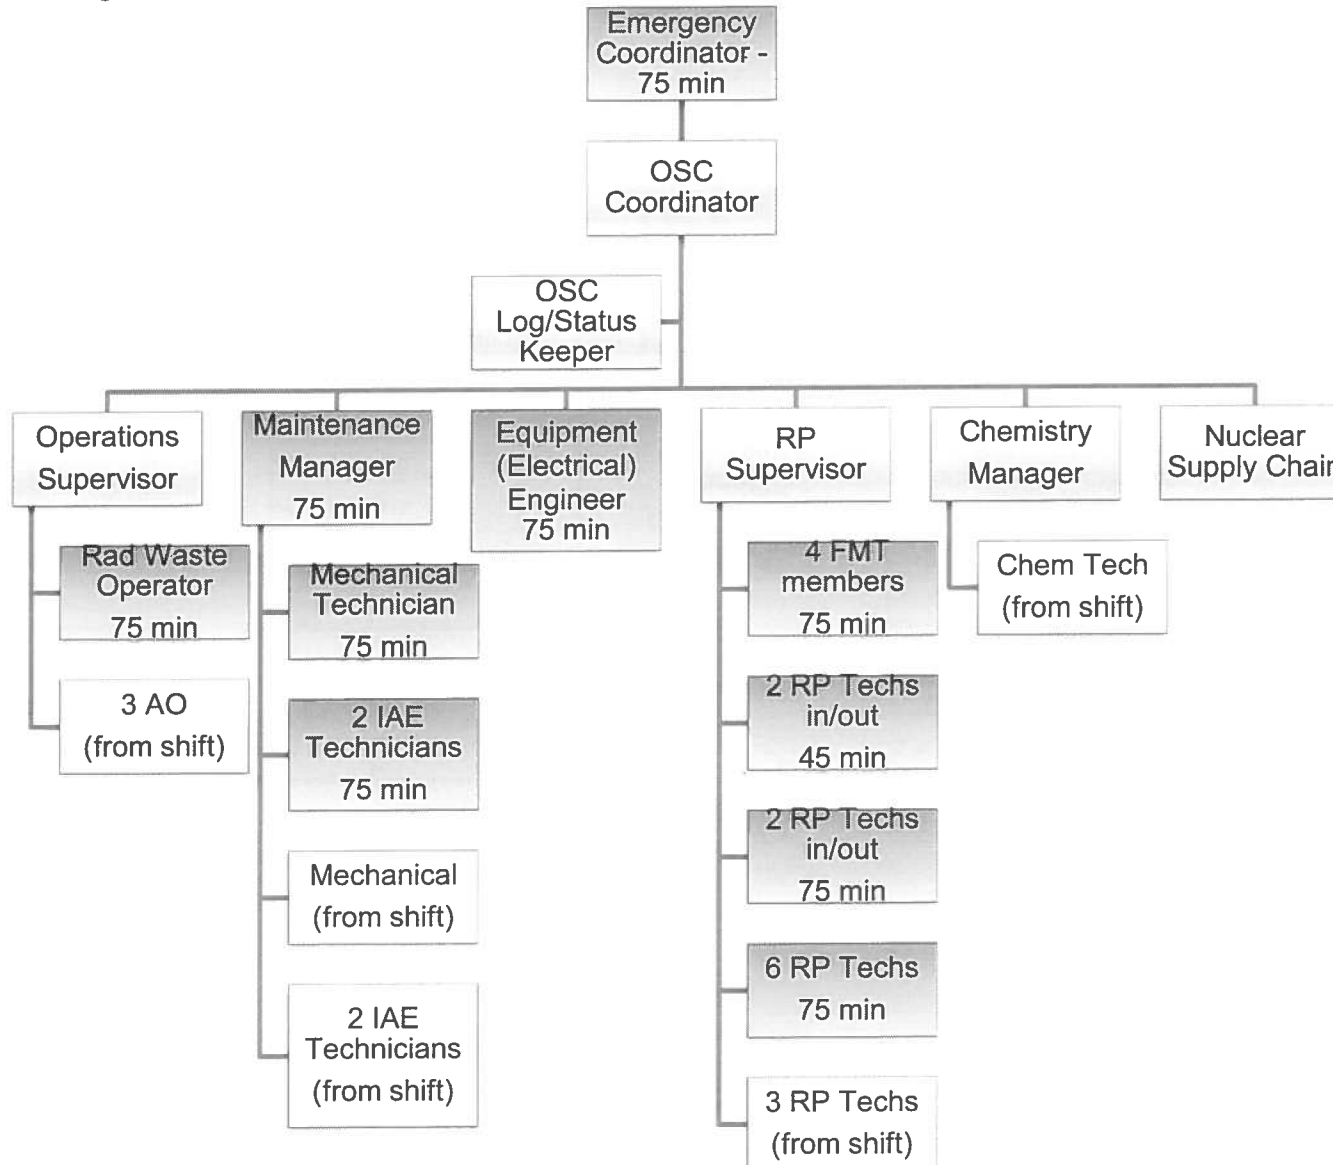 Emergency
Coordinator -
75 min
OSC
Coordinator
OSC
Log/Status
Keeper
Operations
Supervisor
Maintenance
Manager
75 min
Equipment
(Electrical)
Engineer
75 min
RP
Supervisor
Chemistry
Manager
Nuclear
Supply Chain
Rad Waste
Operator
75 min
3 AO
(from shift)
Mechanical
Technician
75 min
2 IAE
Technicians
75 min
Mechanical
(from shift)
2 IAE
Technicians
(from shift)
4 FMT
members
75 min
2 RP Techs
in/out
45 min
2 RP Techs
in/out
75 min
6 RP Techs
75 min
3 RP Techs
(from shift)
Chem Tech
(from shift)